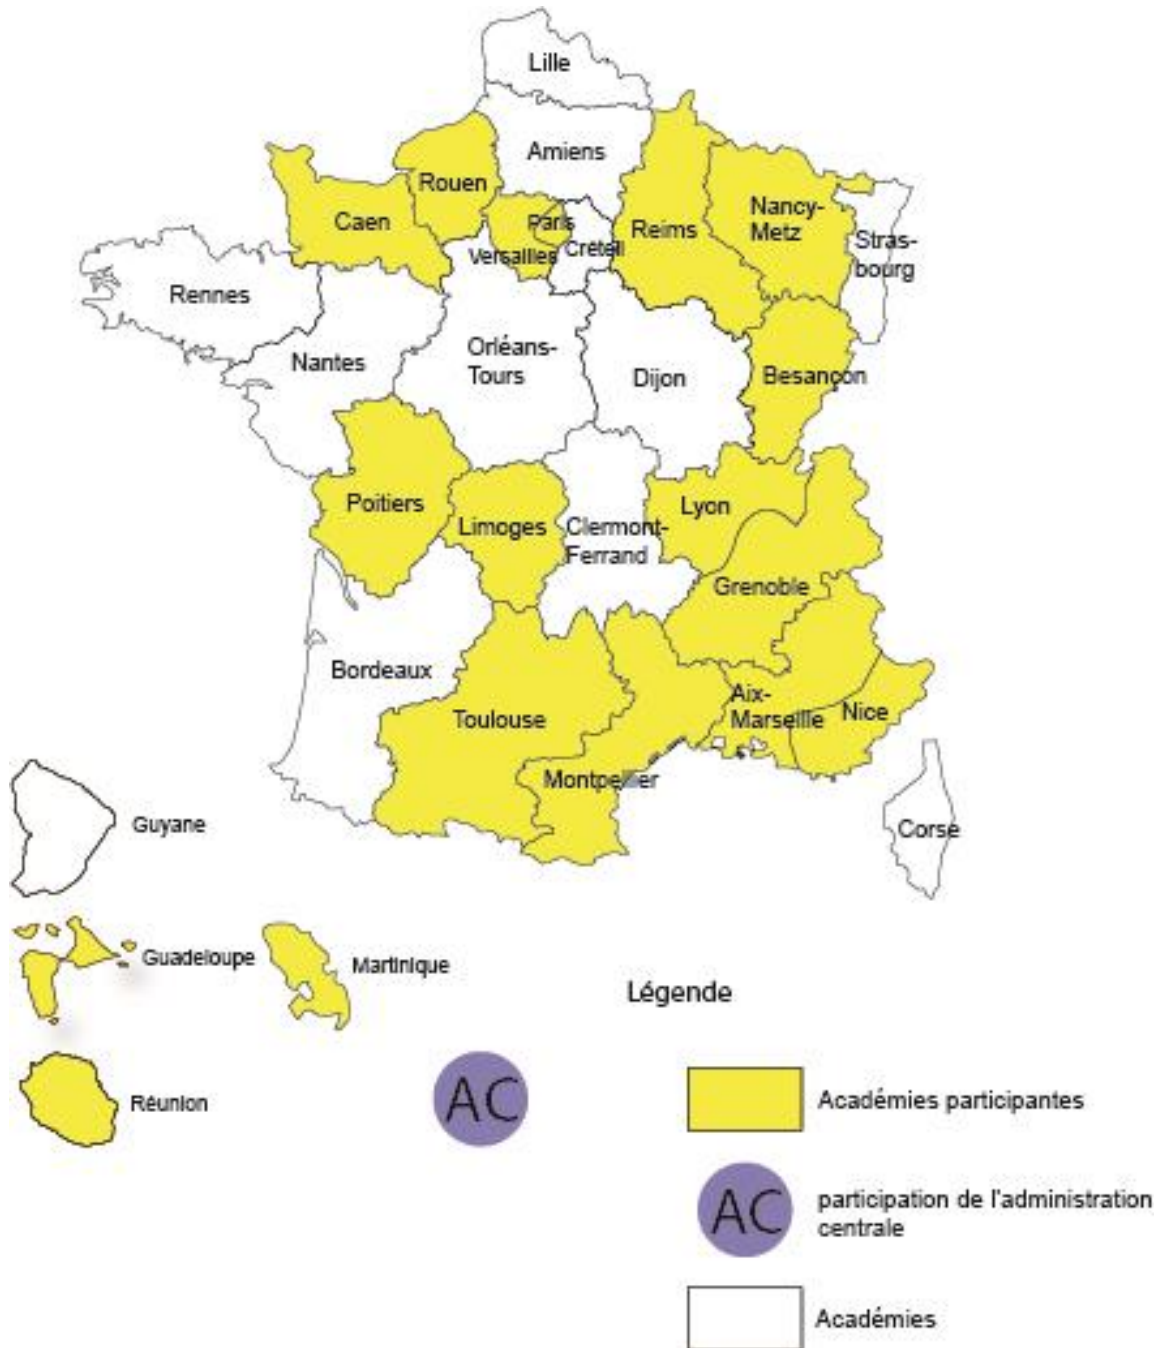 Lille
Amiens
Rouen
Caen
Paris
Versailles
Créteil
Reims
Nancy-
Metz
Stras-
bourg
Rennes
Nantes
Orléans-
Tours
Dijon
Besançon
Poitiers
Limoges
Clermont-
Ferrand
Lyon
Grenoble
Bordeaux
Toulouse
Aix-
Marseille
Nice
Montpellier
Corse
Guyane
Guadeloupe
Martinique
Réunion
AC
Légende
Académies participantes
AC
participation de l'administration
centrale
Académies